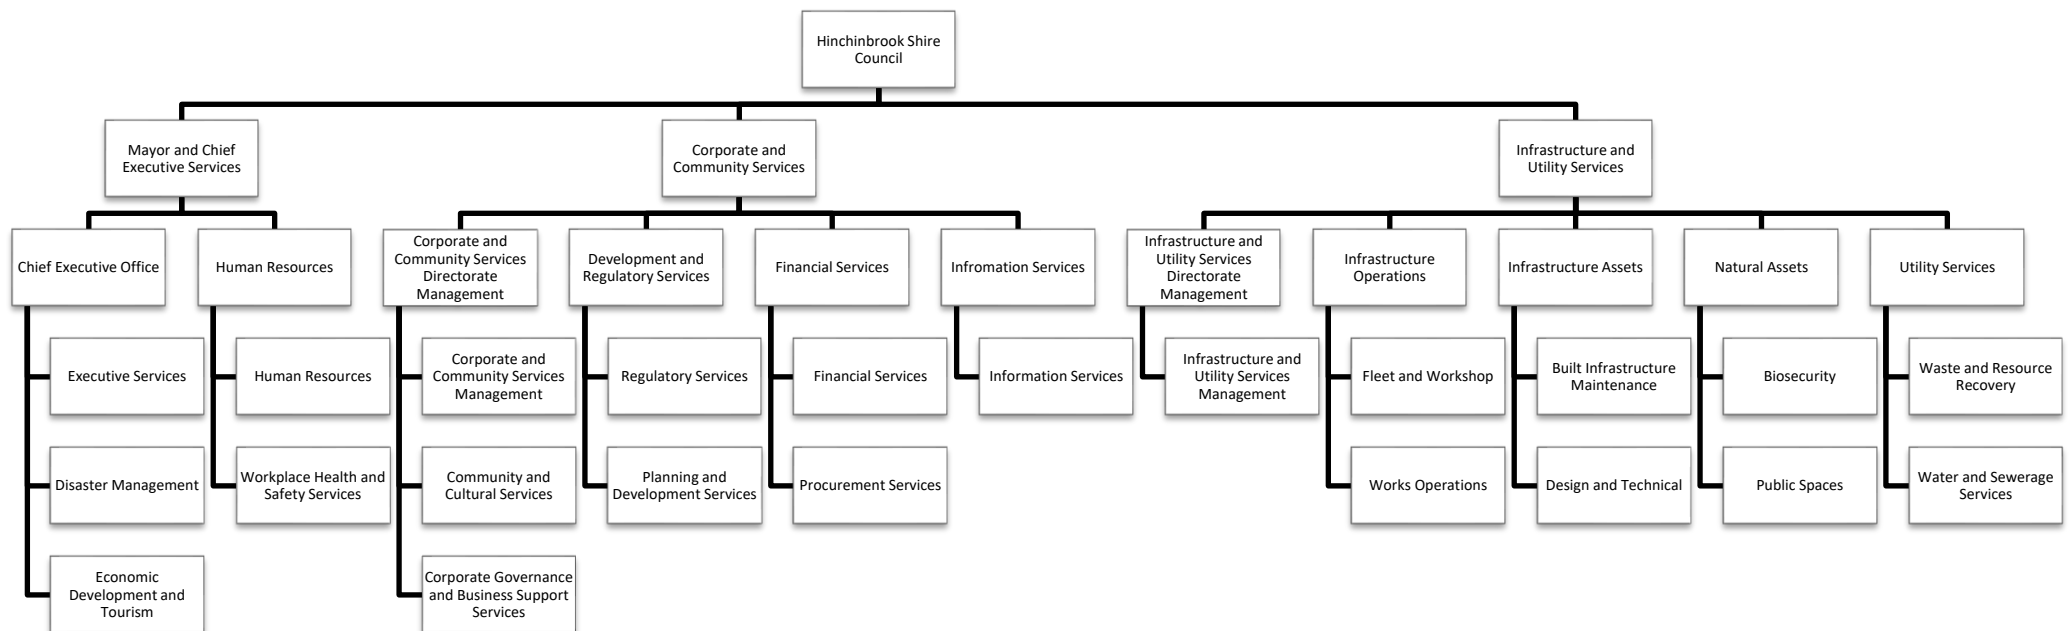 Hinchinbrook Shire
Council
Mayor and Chief
Executive Services
Corporate and
Community Services
Infrastructure and
Utility Services
Chief Executive Office
Human Resources
Corporate and
Community Services
Directorate
Management
Development and
Regulatory Services
Financial Services
Infromation Services
Infrastructure and
Utility Services
Directorate
Management
Infrastructure
Operations
Infrastructure Assets
Natural Assets
Utility Services
Executive Services
Human Resources
Corporate and
Community Services
Management
Regulatory Services
Financial Services
Information Services
Infrastructure and
Utility Services
Management
Fleet and Workshop
Built Infrastructure
Maintenance
Biosecurity
Waste and Resource
Recovery
Disaster Management
Workplace Health and
Safety Services
Community and
Cultural Services
Planning and
Development Services
Procurement Services
Works Operations
Design and Technical
Public Spaces
Water and Sewerage
Services
Economic
Development and
Tourism
Corporate Governance
and Business Support
Services